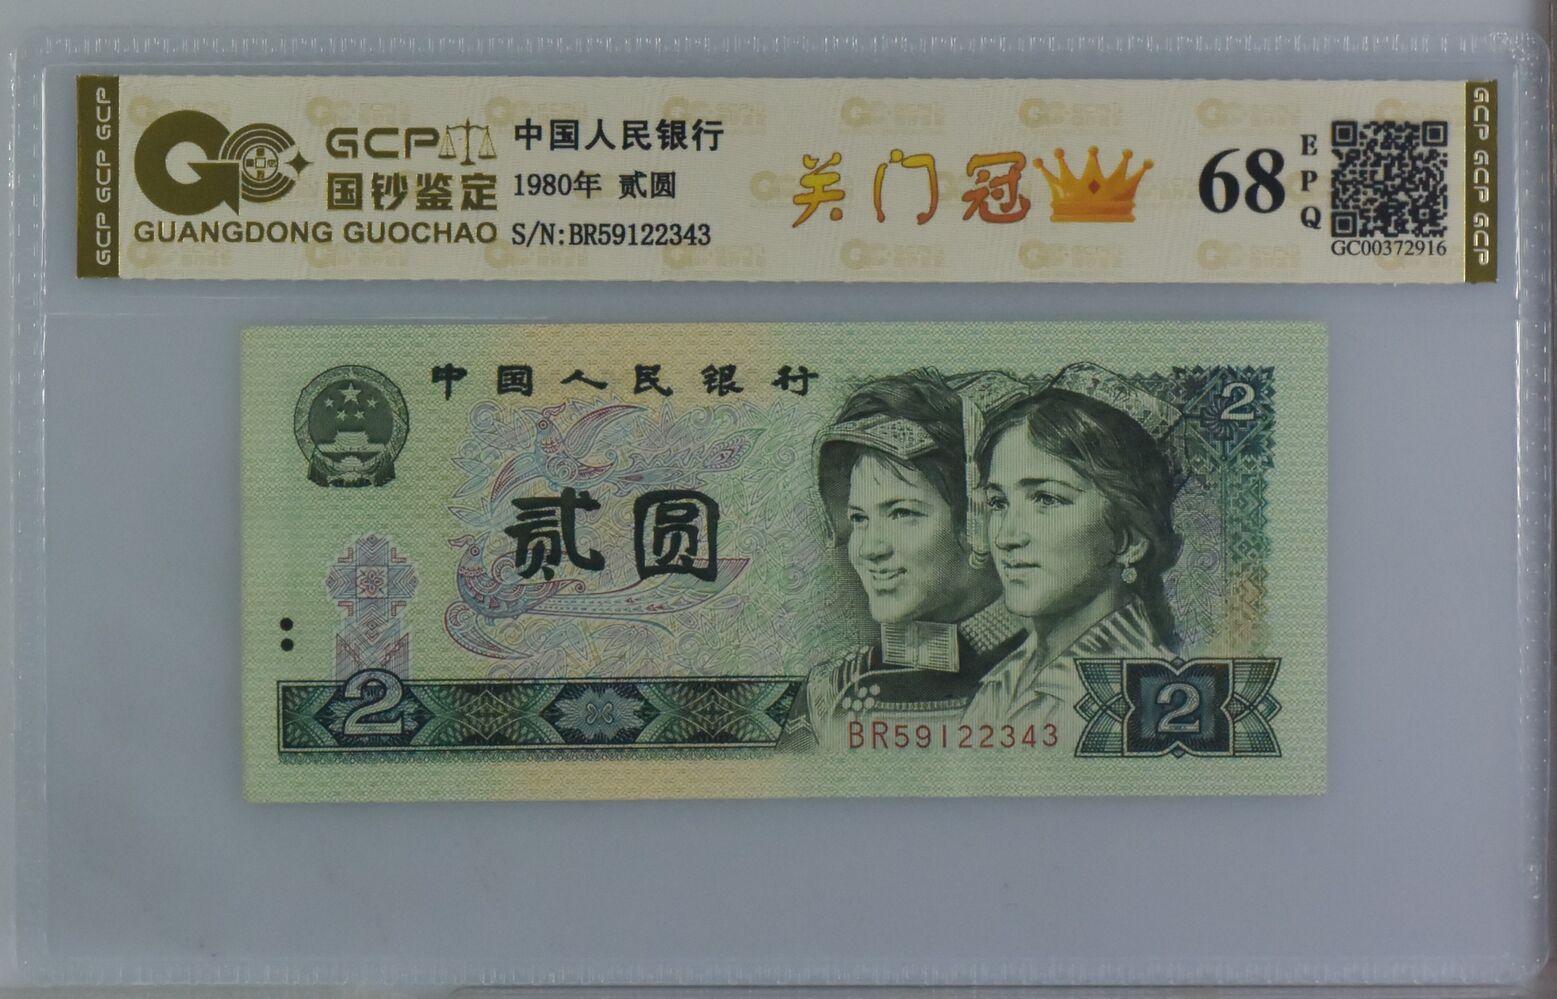 GCP GCP GCP
GCP
国钞鉴定
GUANGDONG GUOCHAO
中国人民银行
1980年 贰圆
S/N:BR59122343
关门冠
68
EPQ
GC00372916
GCP GCP GCP
中国人民银行
2
贰圆
2
BR59122343
2